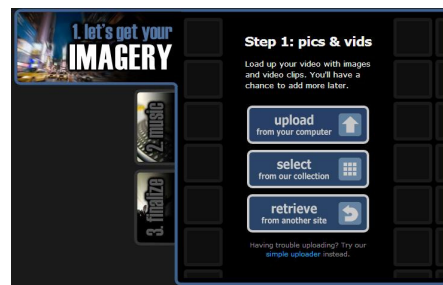 1. let's get your
IMAGERY
2. music
3. finalize
Step 1: pics & vids
Load up your video with images
and video clips. You'll have a
chance to add more later.
upload
from your computer
select
from our collection
retrieve
from another site
Having trouble uploading? Try our
simple uploader instead.